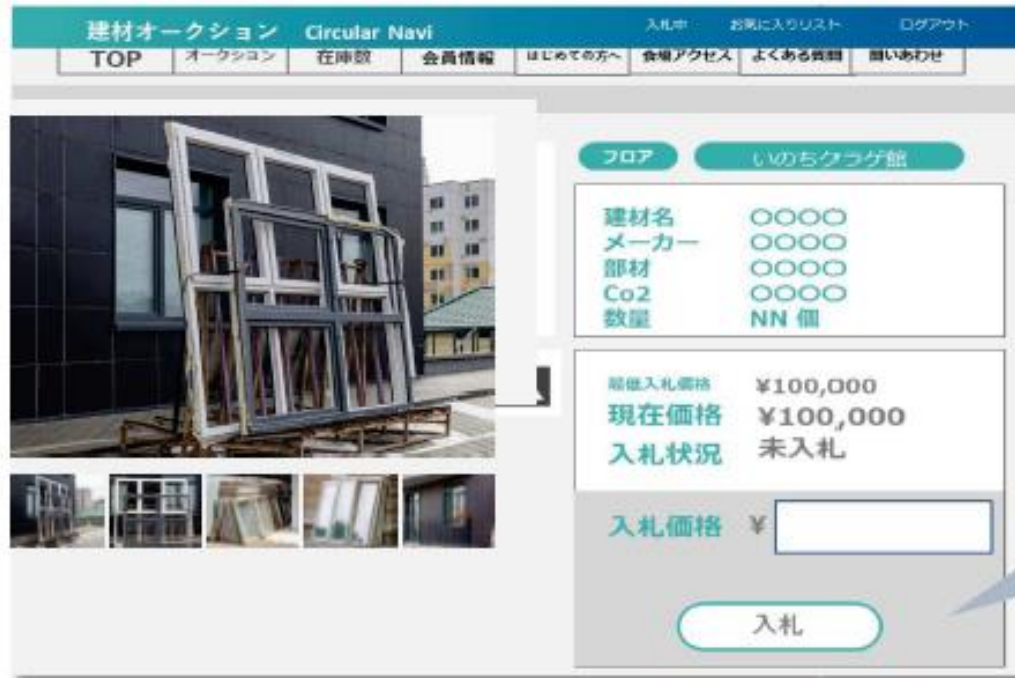 建材オークション Circular Navi 入札中 お気に入りリスト ログアウト
TOP オークション 在庫数 会員情報 はじめての方へ 会場アクセス よくある質問 問いあわせ
フロア いのちクラゲ館
建材名 〇〇〇〇
メーカー 〇〇〇〇
部材 〇〇〇〇
Co2 〇〇〇〇
数量 NN 個
最低入札価格 ¥100,000
現在価格 ¥100,000
入札状況 未入札
入札価格 ¥
入札